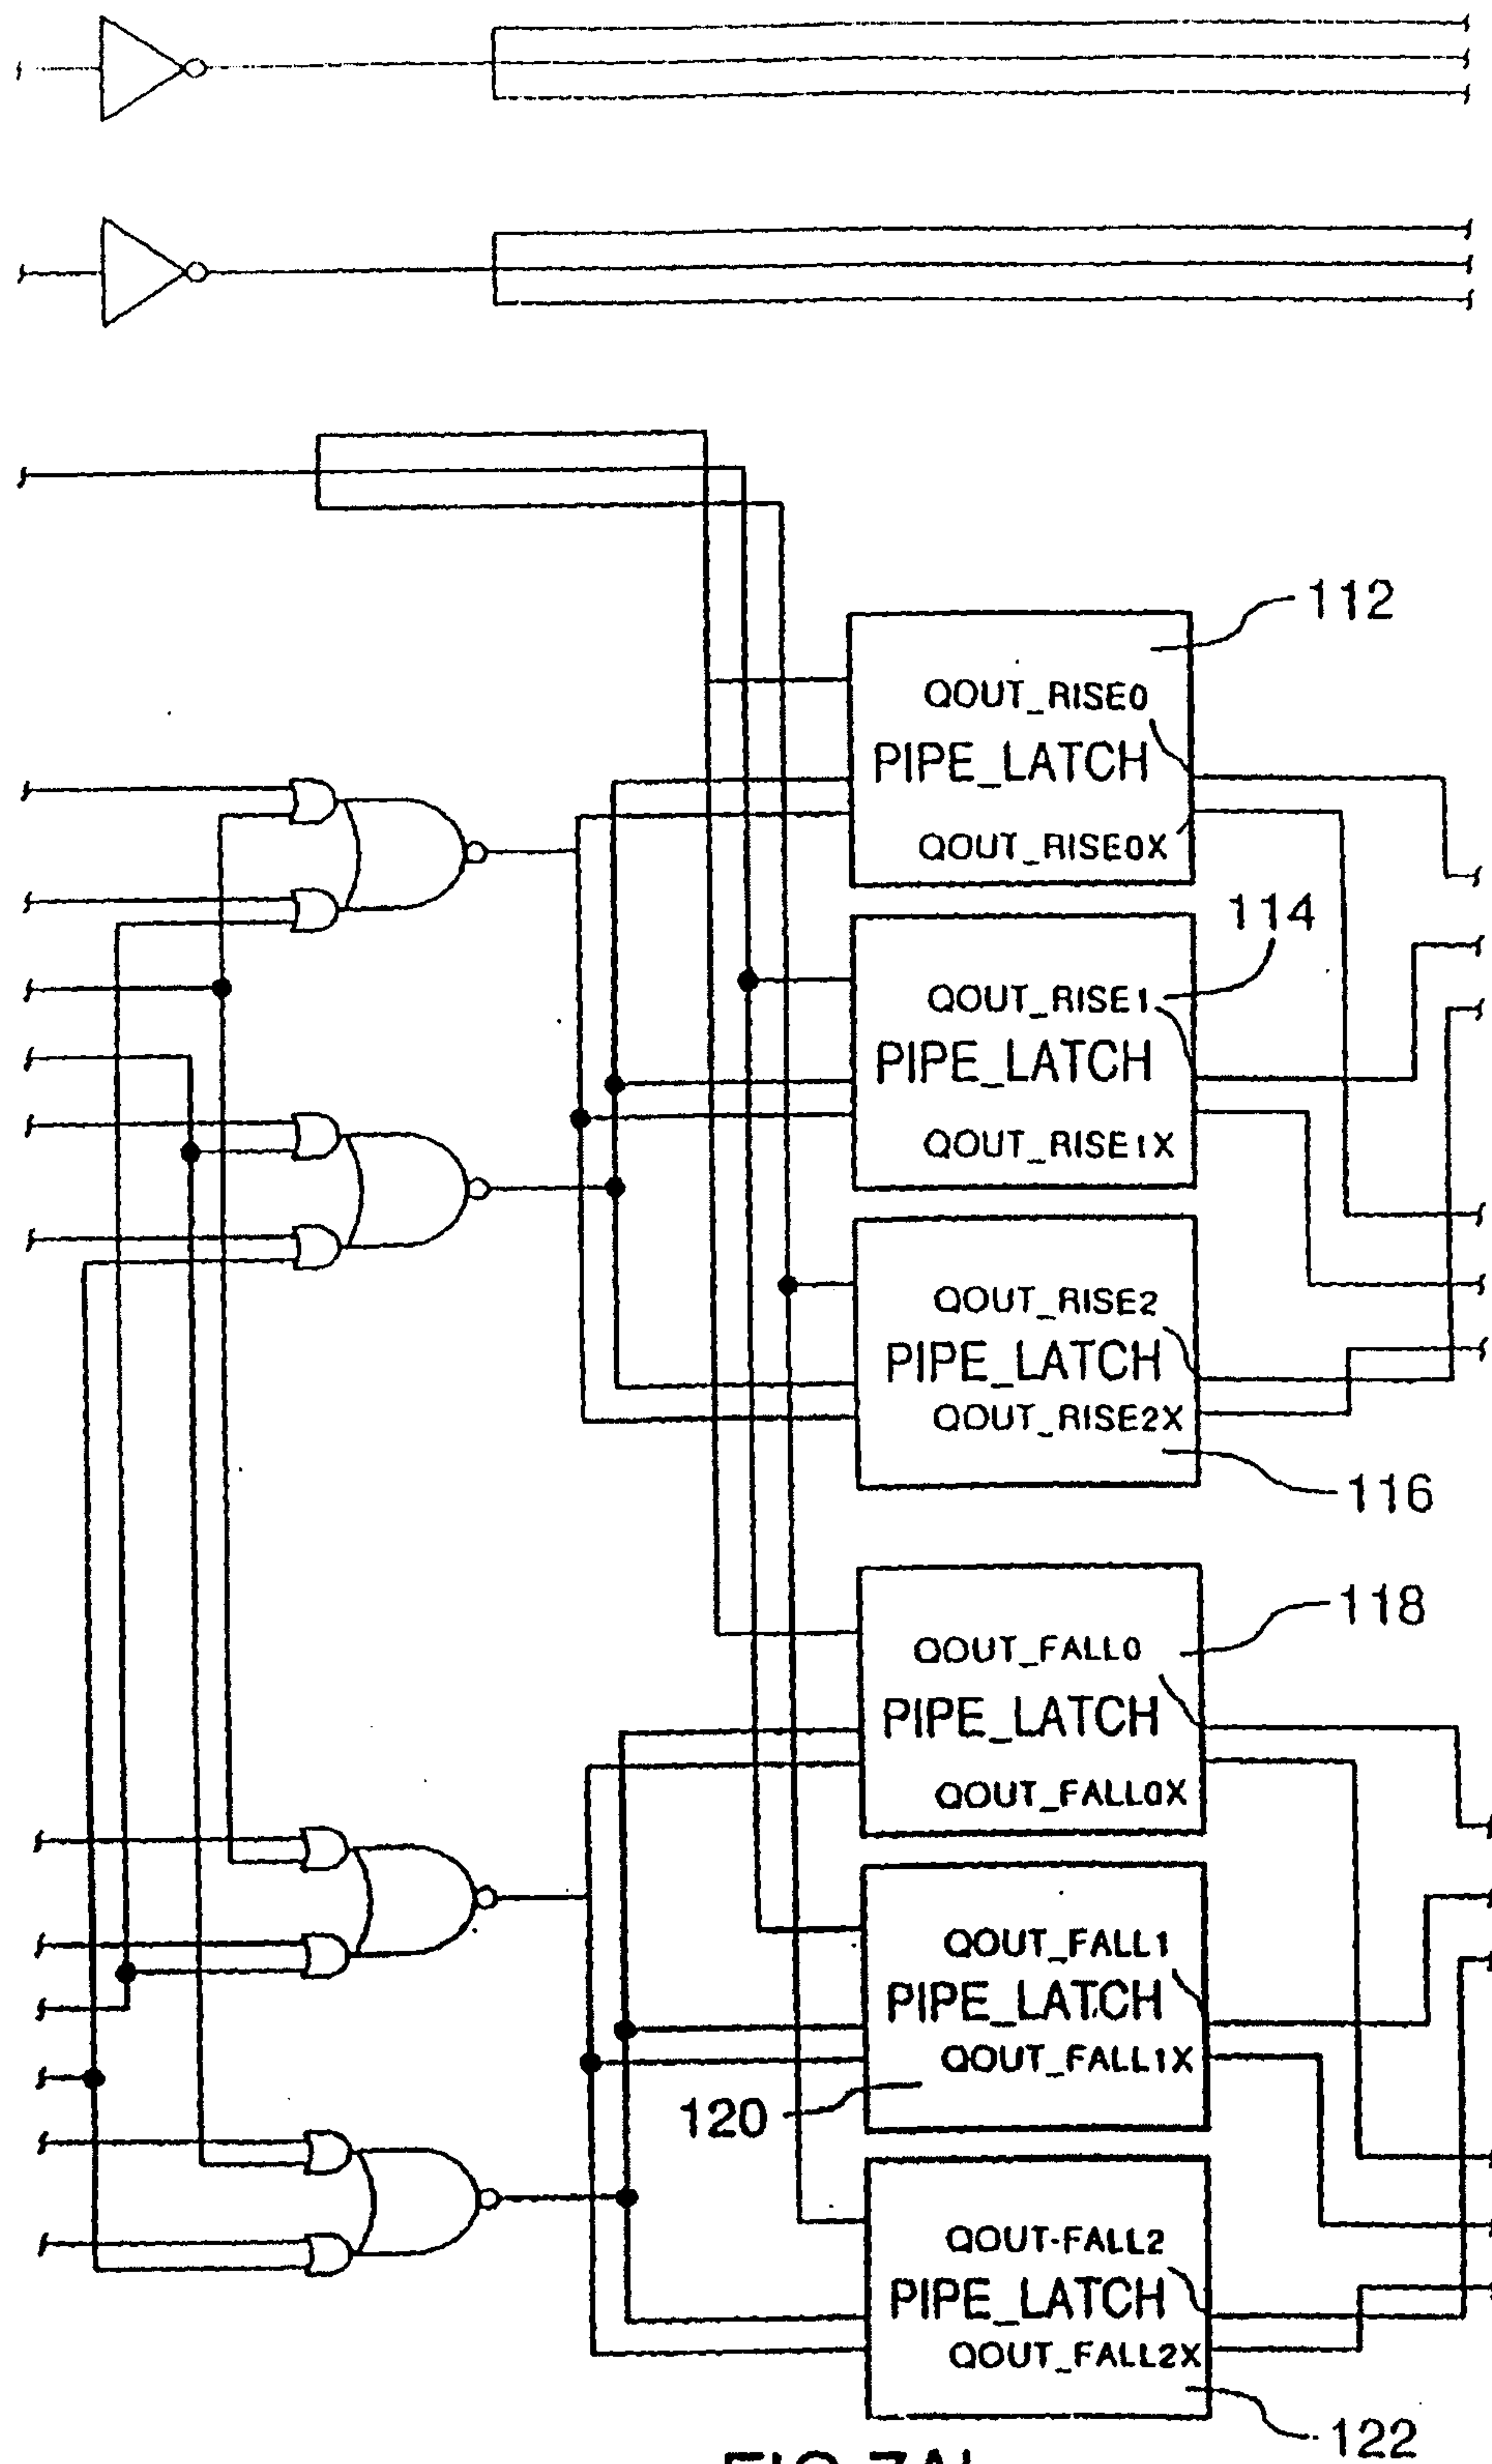 112
QOUT_RISE0
PIPE_LATCH
QOUT_RISE0X
114
QOUT_RISE1
PIPE_LATCH
QOUT_RISE1X
QOUT_RISE2
PIPE_LATCH
QOUT_RISE2X
116
118
QOUT_FALL0
PIPE_LATCH
QOUT_FALL0X
QOUT_FALL1
PIPE_LATCH
QOUT_FALL1X
120
QOUT-FALL2
PIPE_LATCH
QOUT_FALL2X
122